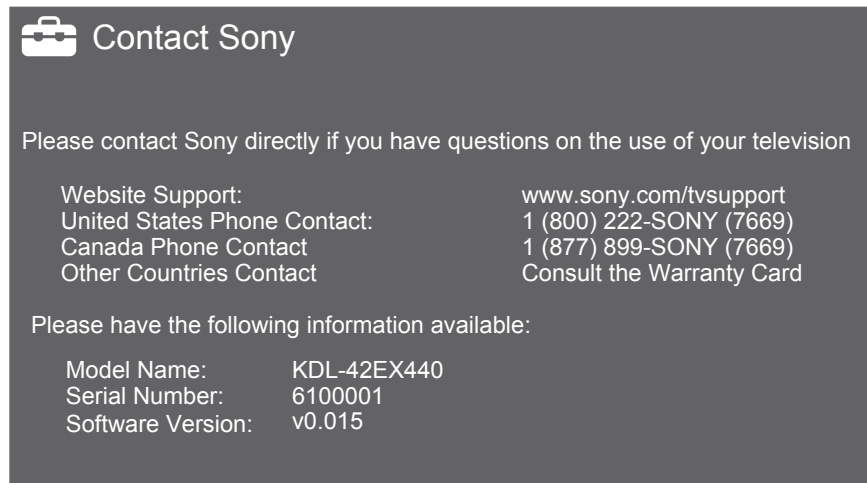 Contact Sony
Please contact Sony directly if you have questions on the use of your television
Website Support: www.sony.com/tvsupport
United States Phone Contact: 1 (800) 222-SONY (7669)
Canada Phone Contact 1 (877) 899-SONY (7669)
Other Countries Contact Consult the Warranty Card
Please have the following information available:
Model Name: KDL-42EX440
Serial Number: 6100001
Software Version: v0.015